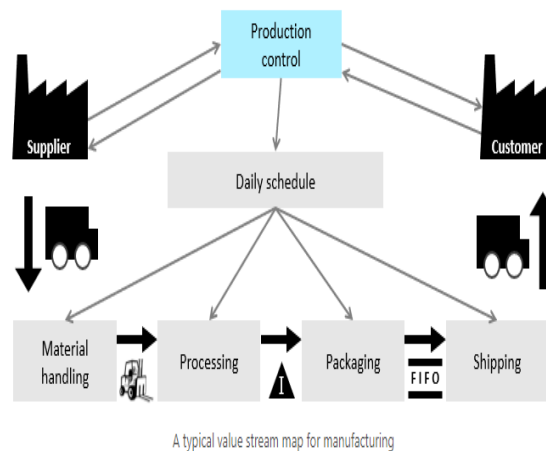 Production
control
Supplier
Customer
Daily schedule
Material
handling
Processing
I
Packaging
FIFO
Shipping
A typical value stream map for manufacturing